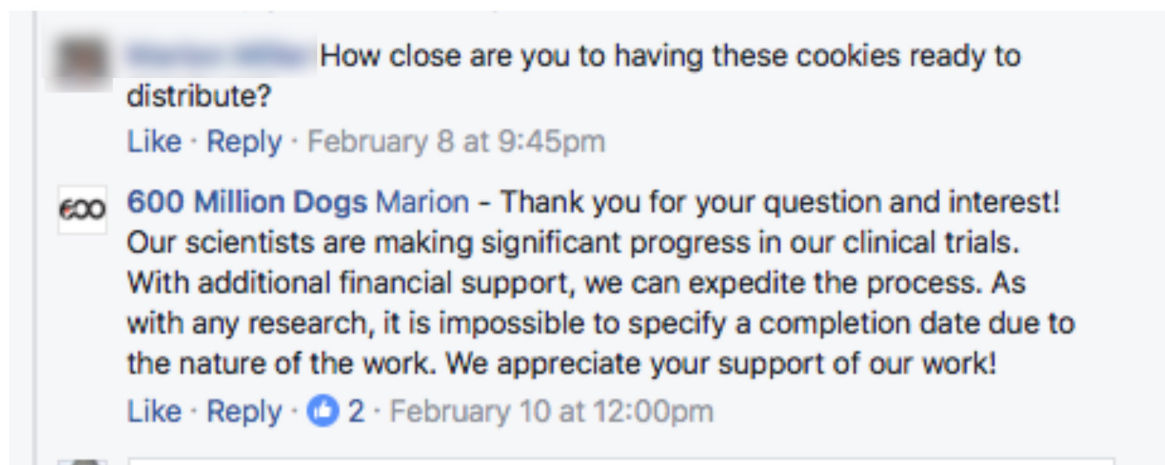 How close are you to having these cookies ready to
distribute?
Like · Reply · February 8 at 9:45pm
600 600 Million Dogs Marion - Thank you for your question and interest!
Our scientists are making significant progress in our clinical trials.
With additional financial support, we can expedite the process. As
with any research, it is impossible to specify a completion date due to
the nature of the work. We appreciate your support of our work!
Like · Reply · 2 · February 10 at 12:00pm